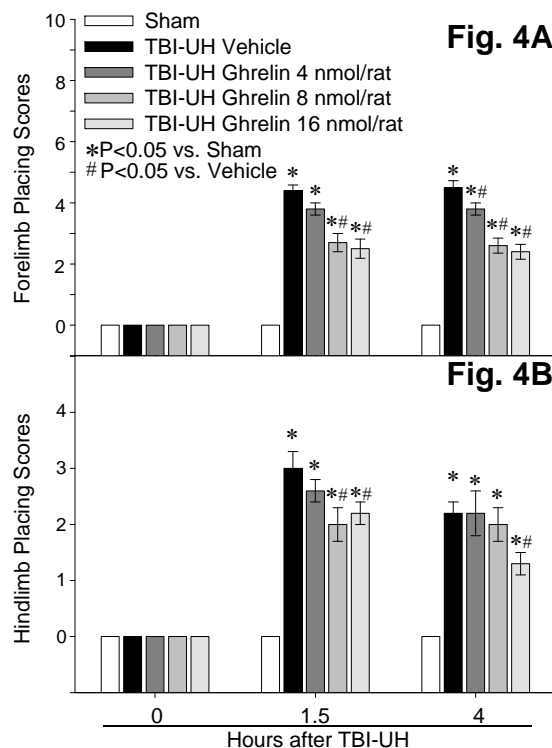 Fig. 4A
Sham
TBI-UH Vehicle
TBI-UH Ghrelin 4 nmol/rat
TBI-UH Ghrelin 8 nmol/rat
TBI-UH Ghrelin 16 nmol/rat
*P<0.05 vs. Sham
#P<0.05 vs. Vehicle
Forelimb Placing Scores
10
8
6
4
2
0
* * *# *#
* *# *# *#
Fig. 4B
Hindlimb Placing Scores
4
3
2
1
0
* * *# *#
* * * *#
0 1.5 4
Hours after TBI-UH